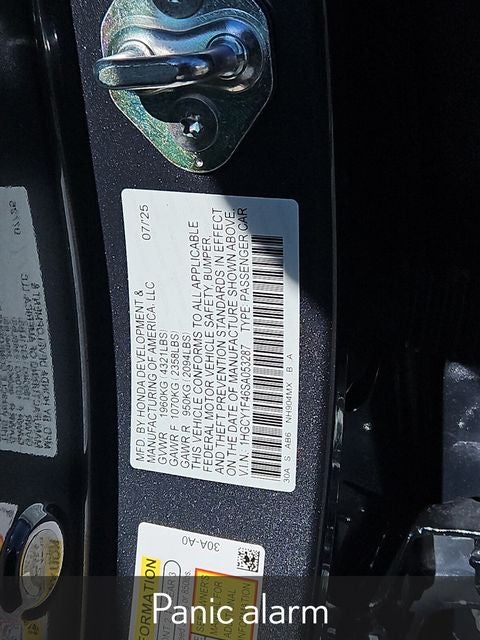 07/25
MFD. BY HONDA DEVELOPMENT &
MANUFACTURING OF AMERICA, LLC
GVWR 1960KG ( 4321LBS)
GAWR F 1070KG ( 2358LBS)
GAWR R 950KG ( 2094LBS)
THIS VEHICLE CONFORMS TO ALL APPLICABLE
FEDERAL MOTOR VEHICLE SAFETY, BUMPER,
AND THEFT PREVENTION STANDARDS IN EFFECT
ON THE DATE OF MANUFACTURE SHOWN ABOVE.
V.I.N. 1HGCY1F46SA053287 TYPE: PASSENGER CAR
30A S AB6 NH904MX B A
30A-A0
Panic alarm